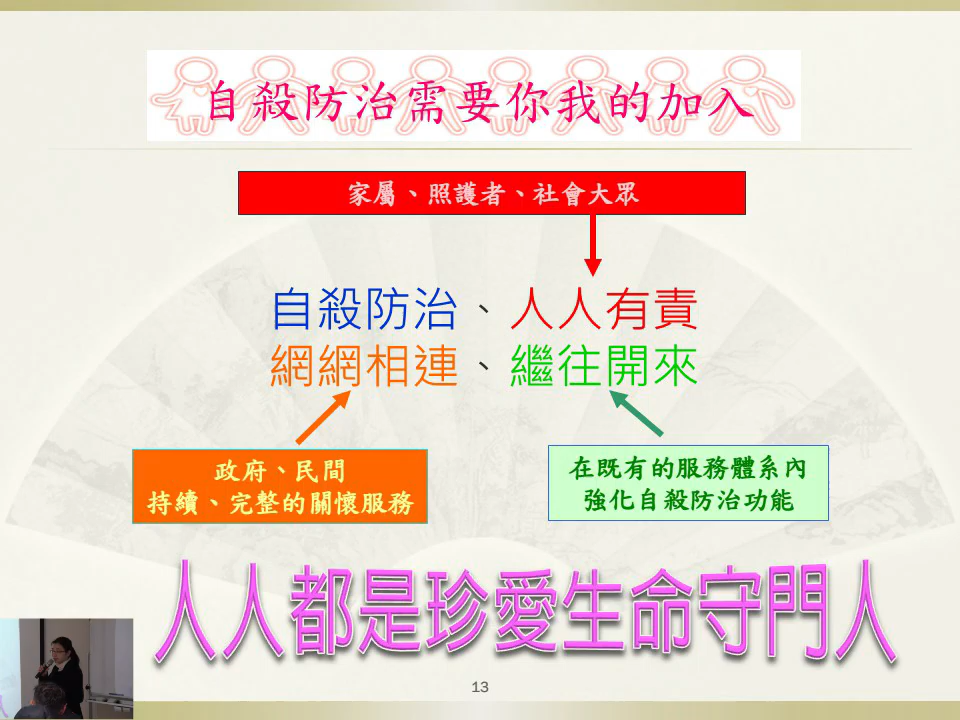 自殺防治需要你我的加入
家屬、照護者、社會大眾
自殺防治、人人有責
網網相連、繼往開來
政府、民間
持續、完整的關懷服務
在既有的服務體系內
強化自殺防治功能
人人都是珍愛生命守門人
13